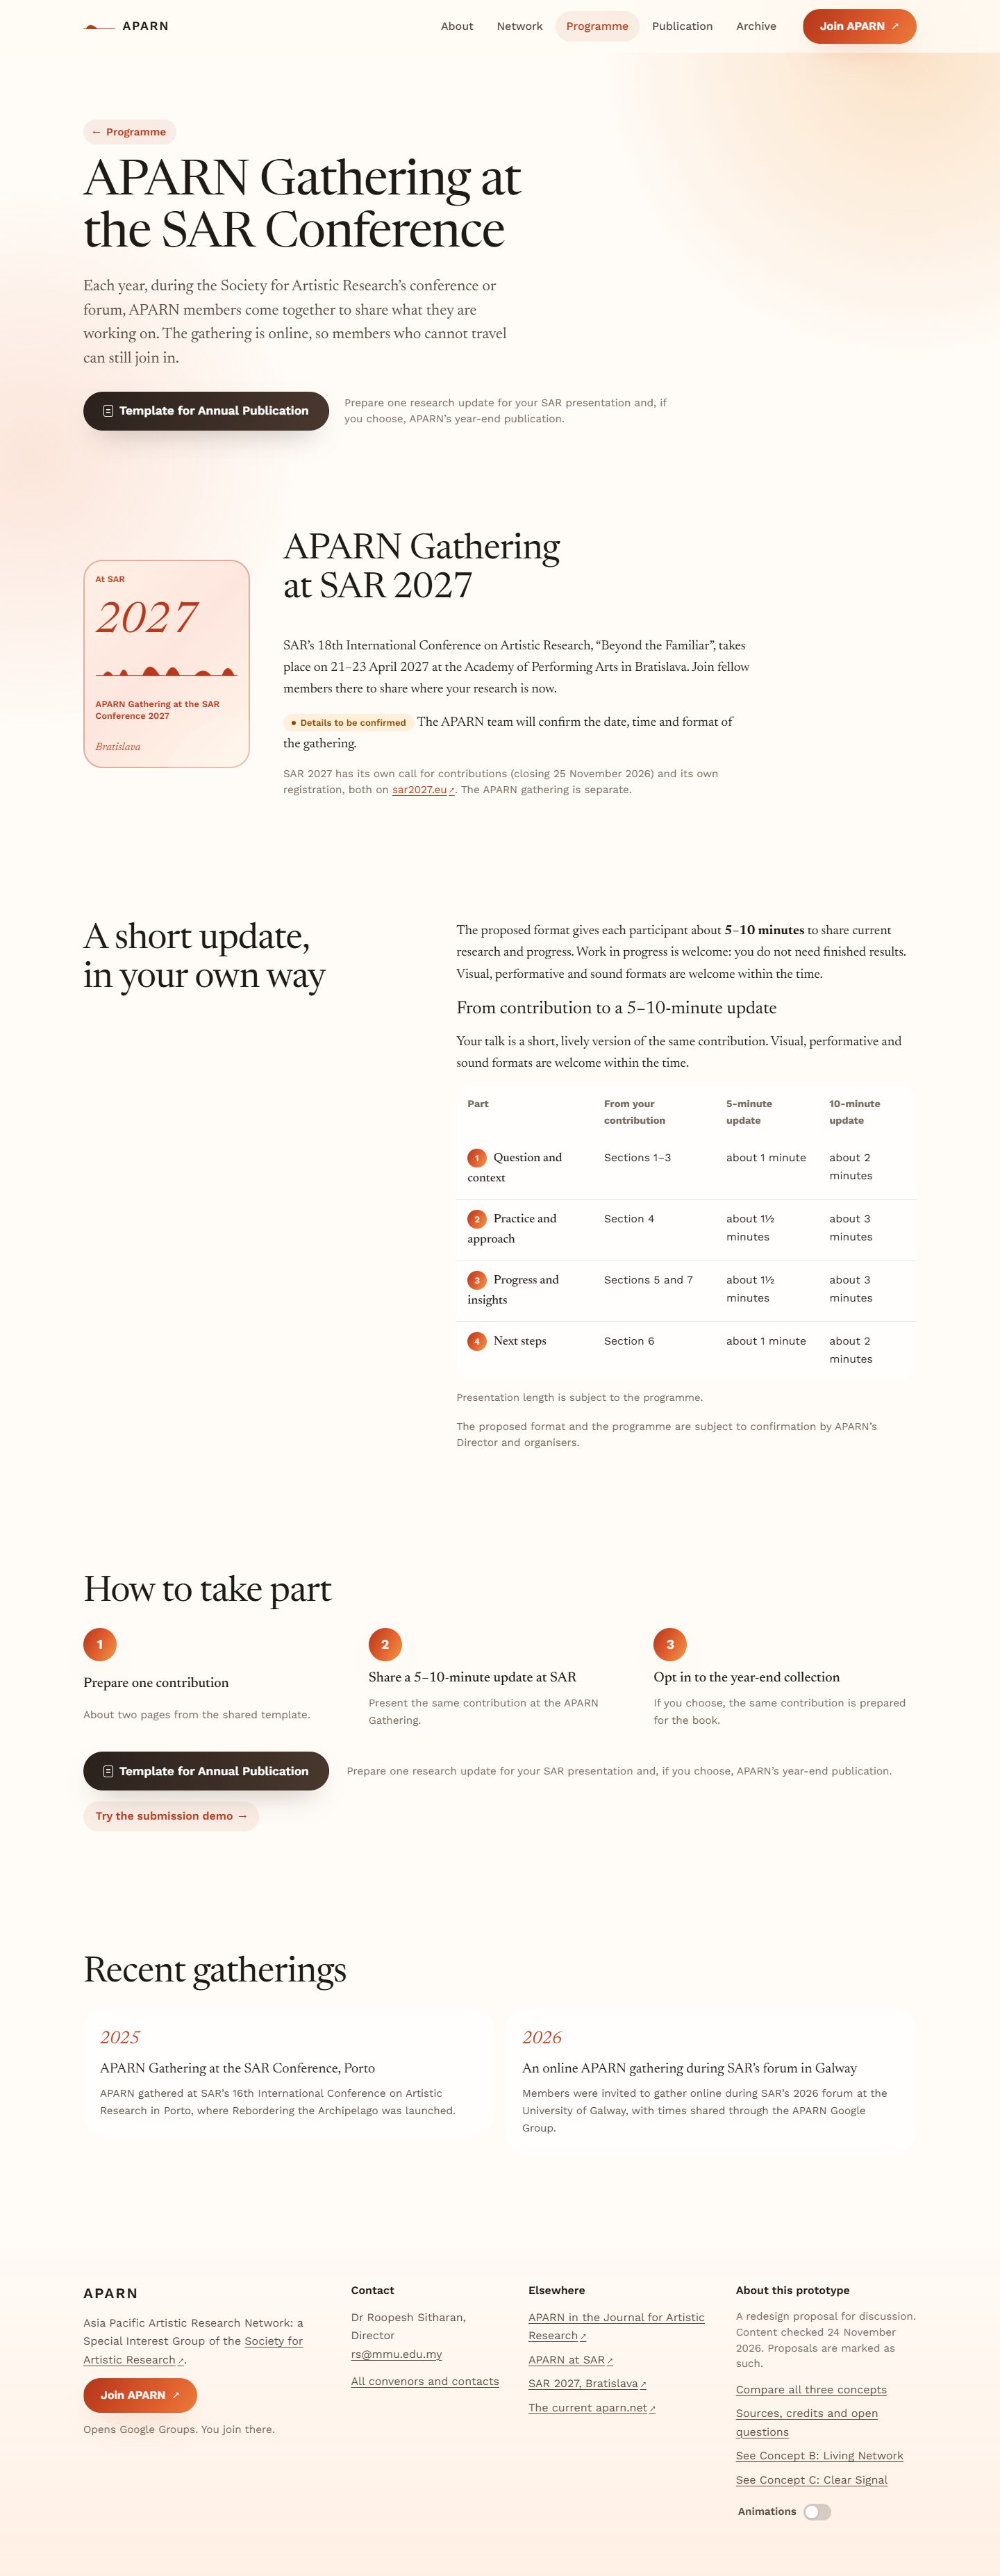 APARN
About
Network
Programme
Publication
Archive
Join APARN ↗
← Programme
APARN Gathering at
the SAR Conference
Each year, during the Society for Artistic Research’s conference or
forum, APARN members come together to share what they are
working on. The gathering is online, so members who cannot travel
can still join in.
Template for Annual Publication
Prepare one research update for your SAR presentation and, if
you choose, APARN’s year-end publication.
At SAR
2027
APARN Gathering at the SAR
Conference 2027
Bratislava
APARN Gathering
at SAR 2027
SAR’s 18th International Conference on Artistic Research, “Beyond the Familiar”, takes
place on 21–23 April 2027 at the Academy of Performing Arts in Bratislava. Join fellow
members there to share where your research is now.
● Details to be confirmed The APARN team will confirm the date, time and format of
the gathering.
SAR 2027 has its own call for contributions (closing 25 November 2026) and its own
registration, both on sar2027.eu↗. The APARN gathering is separate.
A short update,
in your own way
The proposed format gives each participant about 5–10 minutes to share current
research and progress. Work in progress is welcome: you do not need finished results.
Visual, performative and sound formats are welcome within the time.
From contribution to a 5–10-minute update
Your talk is a short, lively version of the same contribution. Visual, performative and
sound formats are welcome within the time.
Part
From your
contribution
5-minute
update
10-minute
update
1 Question and
context
Sections 1–3
about 1 minute
about 2
minutes
2 Practice and
approach
Section 4
about 1½
minutes
about 3
minutes
3 Progress and
insights
Sections 5 and 7
about 1½
minutes
about 3
minutes
4 Next steps
Section 6
about 1 minute
about 2
minutes
Presentation length is subject to the programme.
The proposed format and the programme are subject to confirmation by APARN’s
Director and organisers.
How to take part
1
Prepare one contribution
About two pages from the shared template.
2
Share a 5–10-minute update at SAR
Present the same contribution at the APARN
Gathering.
3
Opt in to the year-end collection
If you choose, the same contribution is prepared
for the book.
Template for Annual Publication
Prepare one research update for your SAR presentation and, if you choose, APARN’s year-end publication.
Try the submission demo →
Recent gatherings
2025
APARN Gathering at the SAR Conference, Porto
APARN gathered at SAR’s 16th International Conference on Artistic
Research in Porto, where Rebordering the Archipelago was launched.
2026
An online APARN gathering during SAR’s forum in Galway
Members were invited to gather online during SAR’s 2026 forum at the
University of Galway, with times shared through the APARN Google
Group.
APARN
Asia Pacific Artistic Research Network: a
Special Interest Group of the Society for
Artistic Research↗.
Join APARN ↗
Opens Google Groups. You join there.
Contact
Dr Roopesh Sitharan,
Director
rs@mmu.edu.my
All convenors and contacts
Elsewhere
APARN in the Journal for Artistic
Research↗
APARN at SAR↗
SAR 2027, Bratislava↗
The current aparn.net↗
About this prototype
A redesign proposal for discussion.
Content checked 24 November
2026. Proposals are marked as
such.
Compare all three concepts
Sources, credits and open
questions
See Concept B: Living Network
See Concept C: Clear Signal
Animations